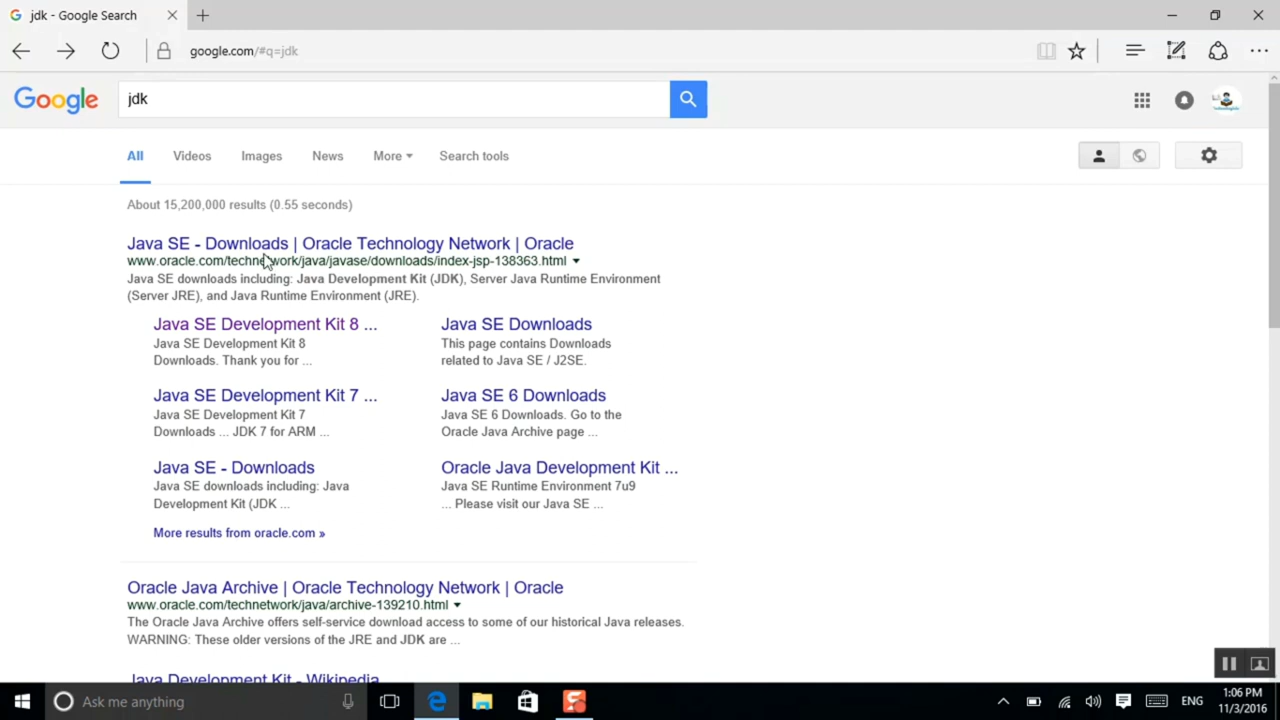 jdk - Google Search
google.com/#q=jdk
Google
jdk
All
Videos
Images
News
More
Search tools
About 15,200,000 results (0.55 seconds)
Java SE - Downloads | Oracle Technology Network | Oracle
www.oracle.com/technetwork/java/javase/downloads/index-jsp-138363.html
Java SE downloads including: Java Development Kit (JDK), Server Java Runtime Environment
(Server JRE), and Java Runtime Environment (JRE).
Java SE Development Kit 8 ...
Java SE Development Kit 8
Downloads. Thank you for ...
Java SE Downloads
This page contains Downloads
related to Java SE / J2SE.
Java SE Development Kit 7 ...
Java SE Development Kit 7
Downloads ... JDK 7 for ARM ...
Java SE 6 Downloads
Java SE 6 Downloads. Go to the
Oracle Java Archive page ...
Java SE - Downloads
Java SE downloads including: Java
Development Kit (JDK ...
Oracle Java Development Kit ...
Java SE Runtime Environment 7u9
... Please visit our Java SE ...
More results from oracle.com »
Oracle Java Archive | Oracle Technology Network | Oracle
www.oracle.com/technetwork/java/archive-139210.html
The Oracle Java Archive offers self-service download access to some of our historical Java releases.
WARNING: These older versions of the JRE and JDK are ...
Java Development Kit - Wikipedia
Ask me anything
ENG
1:06 PM
11/3/2016